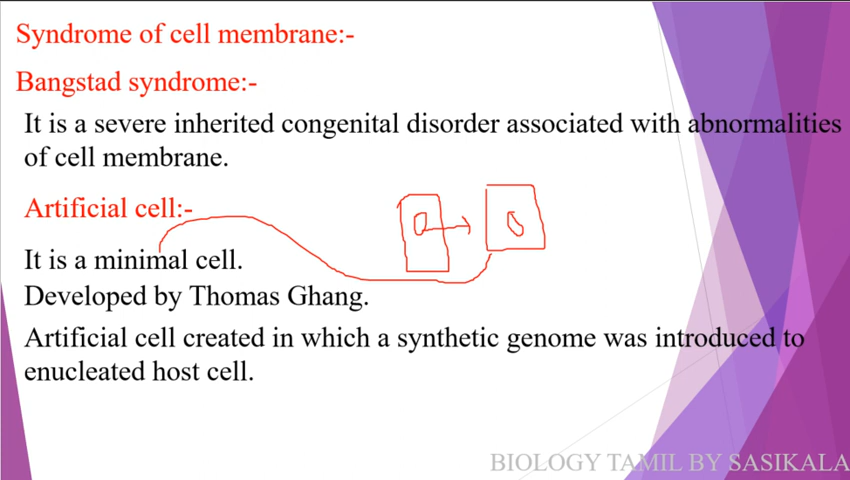 Syndrome of cell membrane:-
Bangstad syndrome:-
It is a severe inherited congenital disorder associated with abnormalities
of cell membrane.
Artificial cell:-
It is a minimal cell.
Developed by Thomas Ghang.
Artificial cell created in which a synthetic genome was introduced to
enucleated host cell.
BIOLOGY TAMIL BY SASIKALA